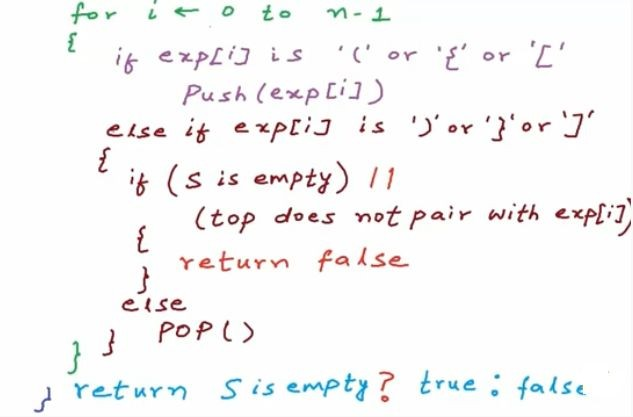 for i ← 0 to n-1
{
if exp[i] is '(' or '{' or '['
Push(exp[i])
else if exp[i] is ')' or '}' or ']'
{
if (S is empty) ||
(top does not pair with exp[i])
{
return false
}
else
POP()
}
}
return S is empty? true : false
}